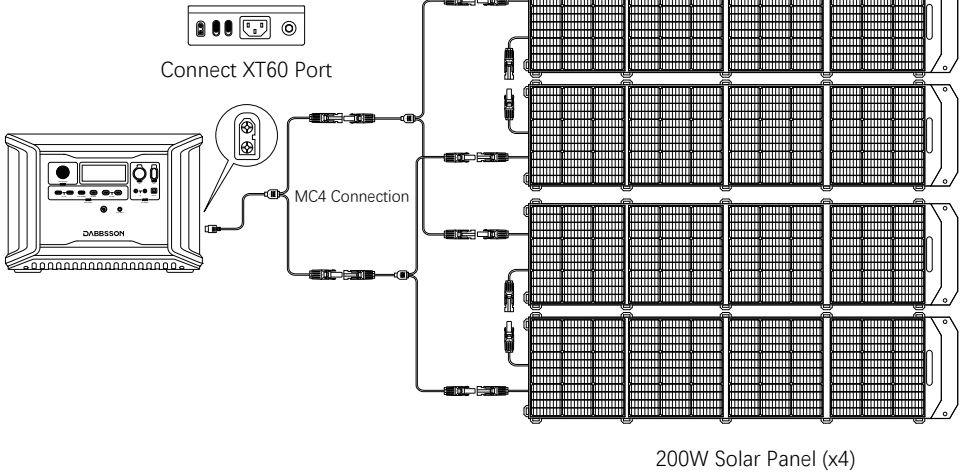 Connect XT60 Port
MC4 Connection
DABBSSON
200W Solar Panel (x4)